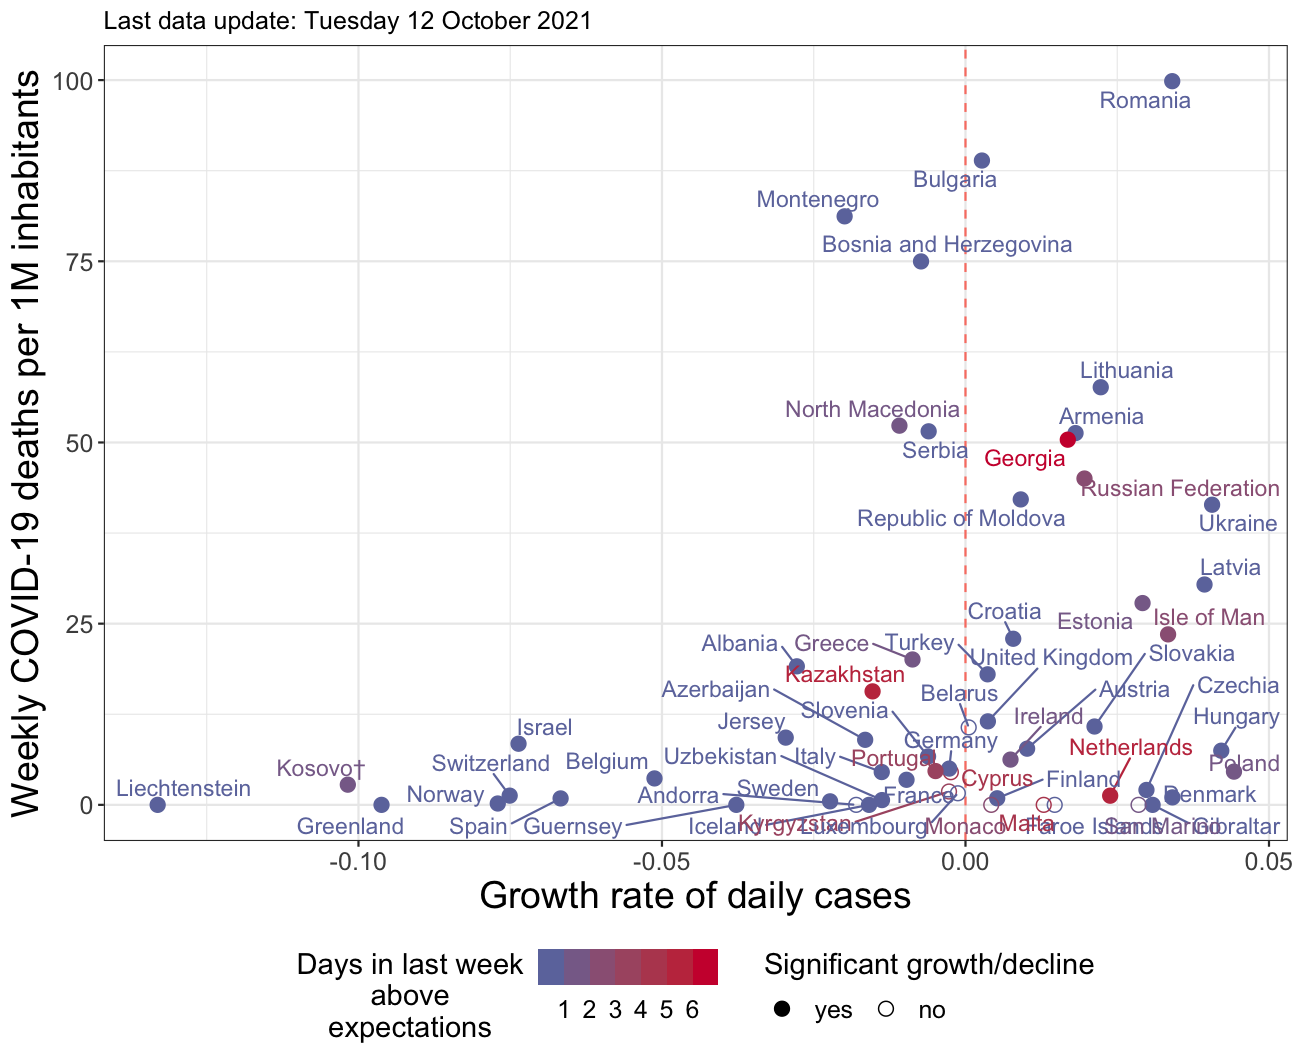 Last data update: Tuesday 12 October 2021
Weekly COVID-19 deaths per 1M inhabitants
100
75
50
25
0
Romania
Bulgaria
Montenegro
Bosnia and Herzegovina
Lithuania
North Macedonia
Armenia
Serbia
Georgia
Russian Federation
Republic of Moldova
Ukraine
Latvia
Croatia
Estonia
Isle of Man
Albania
Greece
Turkey
United Kingdom
Slovakia
Kazakhstan
Azerbaijan
Belarus
Austria
Czechia
Slovenia
Jersey
Ireland
Hungary
Israel
Germany
Netherlands
Switzerland
Belgium
Uzbekistan
Italy
Portugal
Poland
Kosovo†
Cyprus
Finland
Liechtenstein
Norway
Andorra
Sweden
France
Denmark
Greenland
Spain
Guernsey
Iceland
Kyrgyzstan
Luxembourg
Monaco
Malta
Faroe Islands
San Marino
Gibraltar
-0.10
-0.05
0.00
0.05
Growth rate of daily cases
Days in last week
above
expectations
1 2 3 4 5 6
Significant growth/decline
yes
no